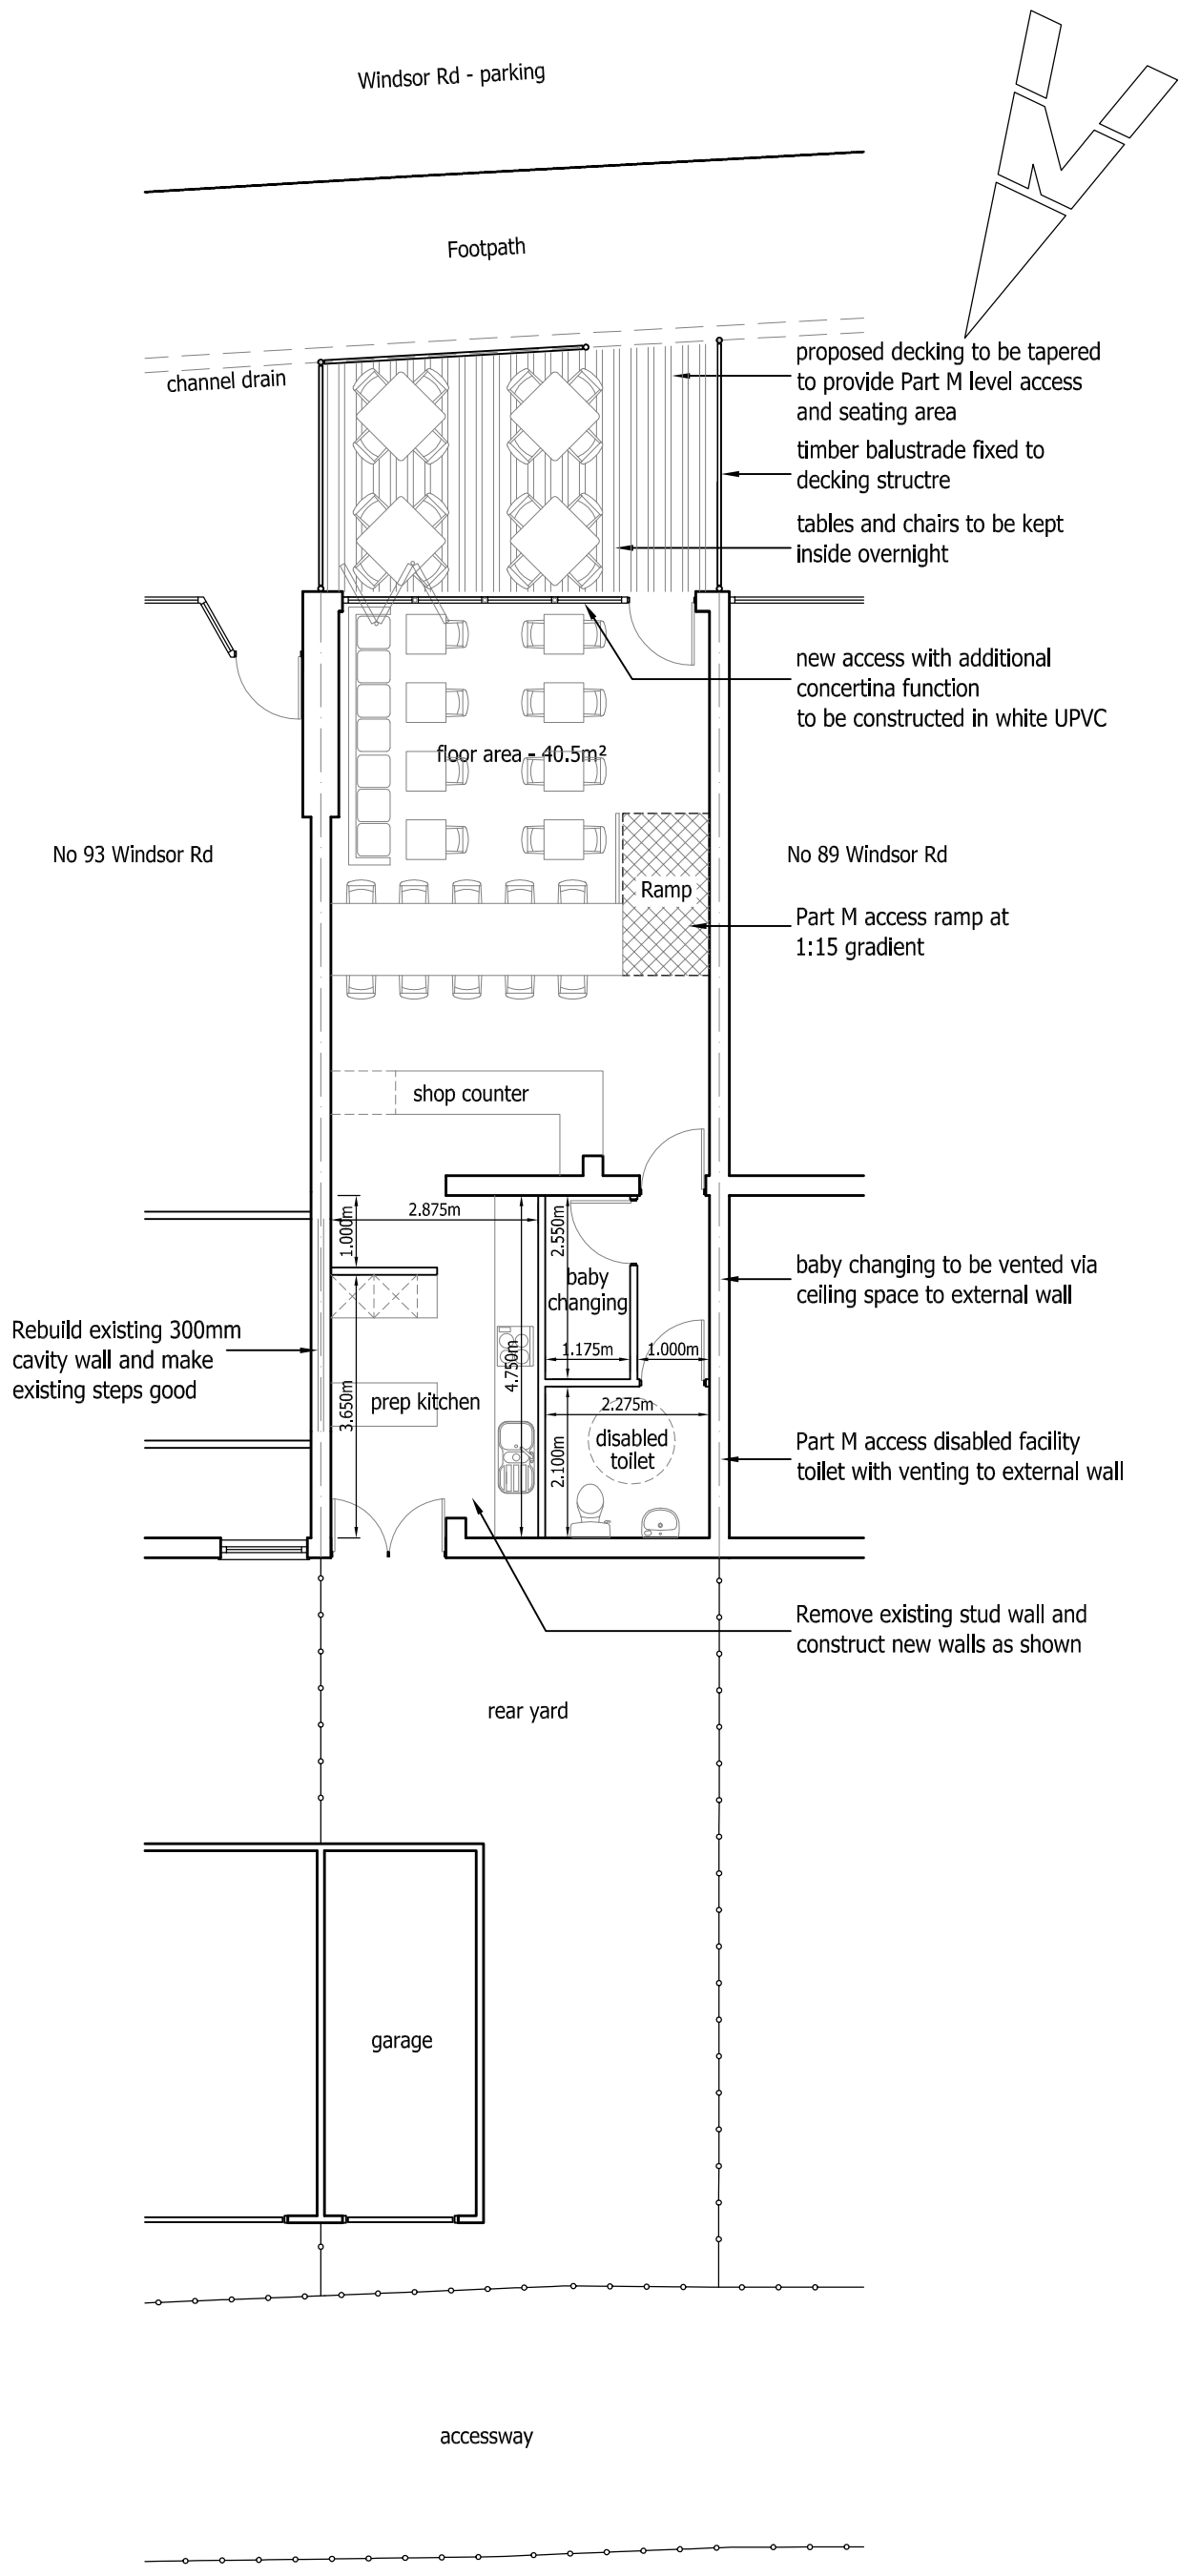 Windsor Rd - parking
Footpath
channel drain
proposed decking to be tapered
to provide Part M level access
and seating area
timber balustrade fixed to
decking structre
tables and chairs to be kept
inside overnight
new access with additional
concertina function
to be constructed in white UPVC
floor area - 40.5m²
No 93 Windsor Rd
No 89 Windsor Rd
Ramp
Part M access ramp at
1:15 gradient
shop counter
2.875m
1.000m
2.550m
baby
changing
baby changing to be vented via
ceiling space to external wall
Rebuild existing 300mm
cavity wall and make
existing steps good
1.175m
1.000m
4.750m
3.650m
prep kitchen
2.275m
disabled
toilet
2.100m
Part M access disabled facility
toilet with venting to external wall
Remove existing stud wall and
construct new walls as shown
rear yard
garage
accessway